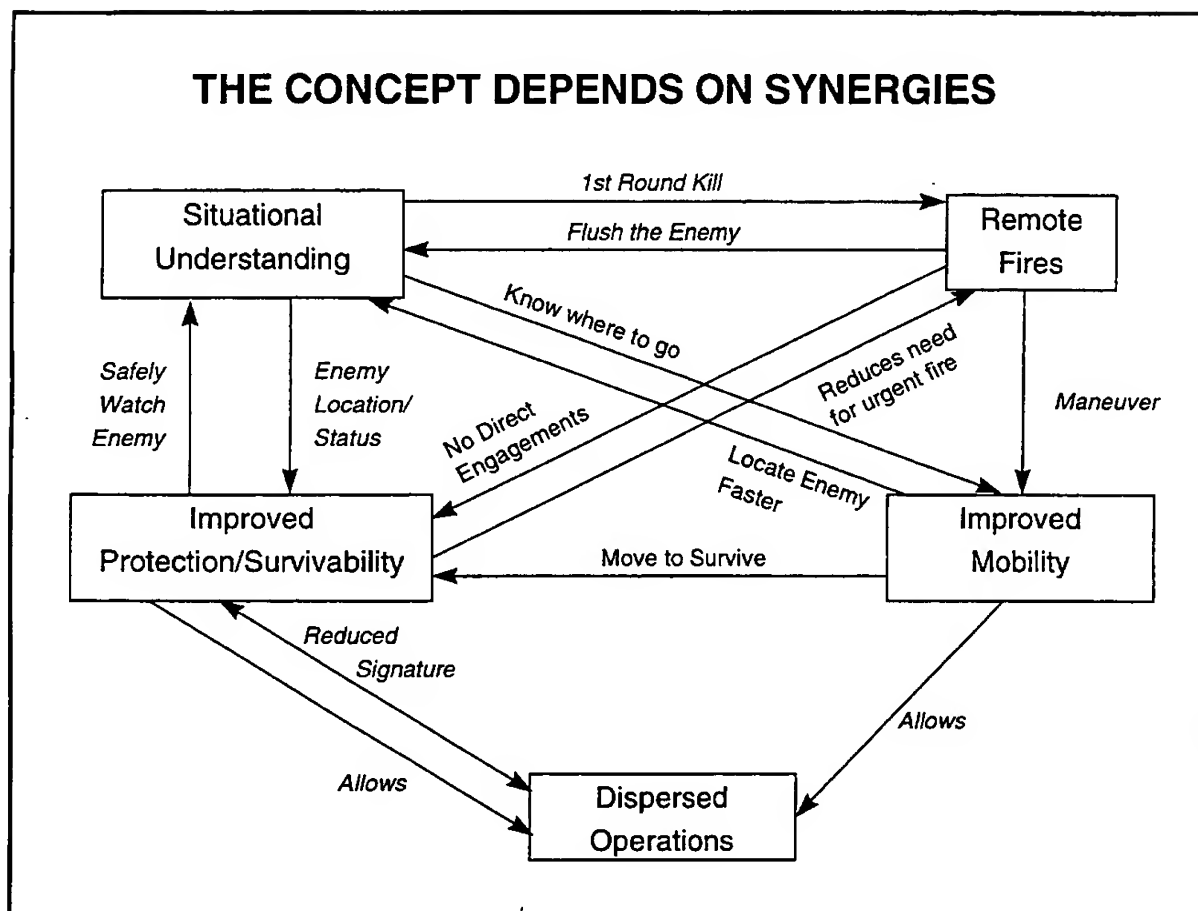 THE CONCEPT DEPENDS ON SYNERGIES
1st Round Kill
Situational
Understanding
Remote
Fires
Flush the Enemy
Know where to go
Safely
Watch
Enemy
Enemy
Location/
Status
No Direct
Engagements
Reduces need
for urgent fire
Maneuver
Locate Enemy
Faster
Improved
Protection/Survivability
Move to Survive
Improved
Mobility
Reduced
Signature
Allows
Allows
Dispersed
Operations